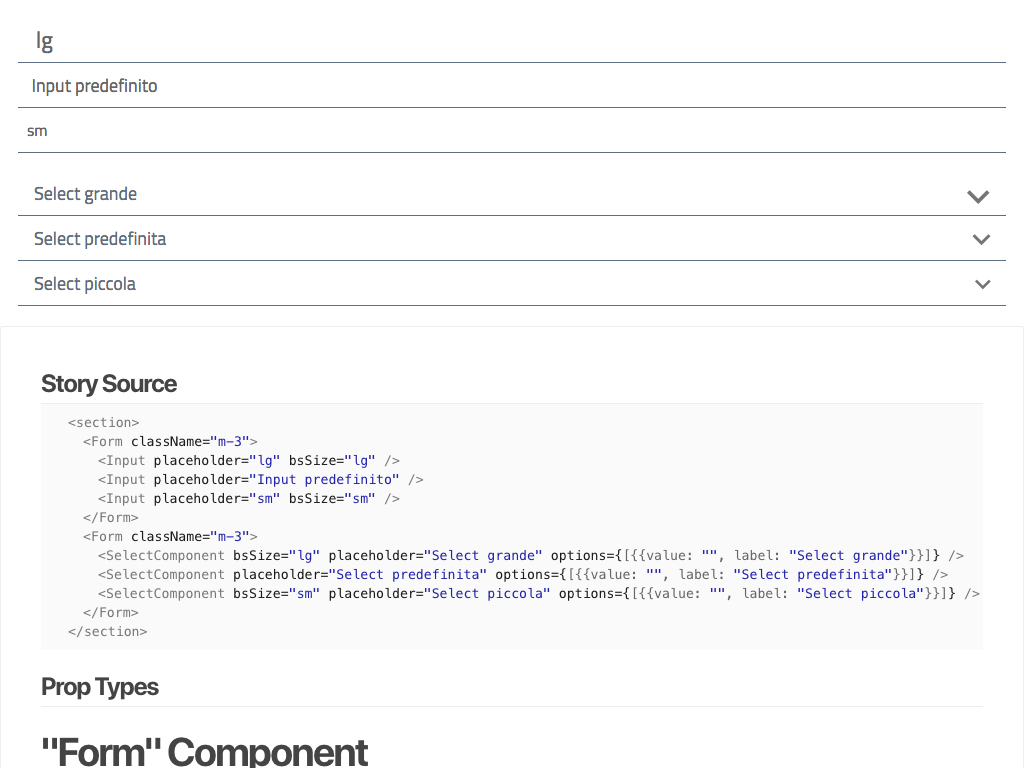 lg
Input predefinito
sm
Select grande
Select predefinita
Select piccola
Story Source
<section>
<Form className="m-3">
<Input placeholder="lg" bsSize="lg" />
<Input placeholder="Input predefinito" />
<Input placeholder="sm" bsSize="sm" />
</Form>
<Form className="m-3">
<SelectComponent bsSize="lg" placeholder="Select grande" options={[{{value: "", label: "Select grande"}}]} />
<SelectComponent placeholder="Select predefinita" options={[{{value: "", label: "Select predefinita"}}]} />
<SelectComponent bsSize="sm" placeholder="Select piccola" options={[{{value: "", label: "Select piccola"}}]} />
</Form>
</section>
Prop Types
"Form" Component